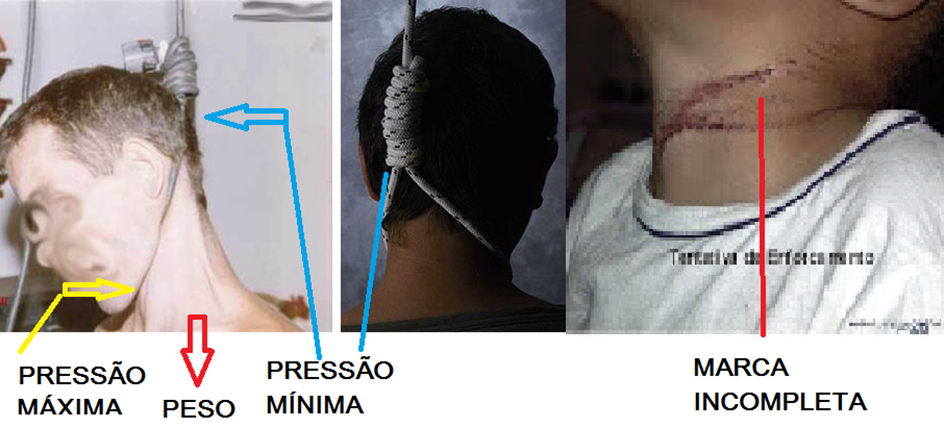 Tentativa de Enforcamento
PRESSÃO
MÁXIMA
PESO
PRESSÃO
MÍNIMA
MARCA
INCOMPLETA